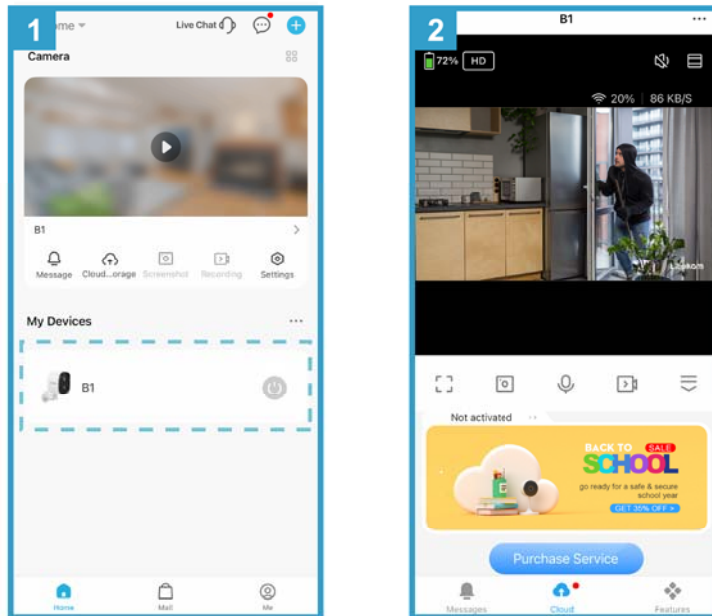 1
ome
Live Chat
Camera
B1
Message
Cloud...orage
Screenshot
Recording
Settings
My Devices
B1
Home
Mall
Me
2
B1
72%
HD
20%
86 KB/S
Not activated
BACK TO
SALE
SCHOOL
go ready for a safe & secure
school year
GET 35% OFF >
Purchase Service
Messages
Cloud
Features